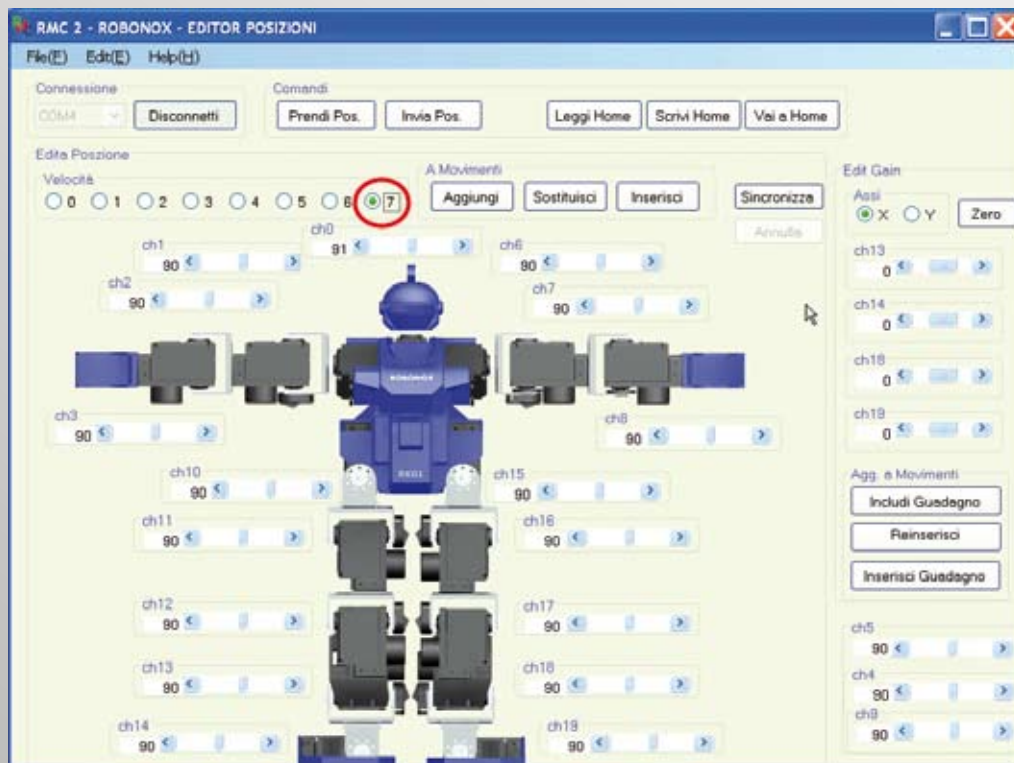 RMC 2 - ROBONOX - EDITOR POSIZIONI
File(F) Edit(E) Help(H)
Connessione
COM4
Disconnetti
Comandi
Prendi Pos.
Invia Pos.
Leggi Home
Scrivi Home
Vai a Home
Edita Poszione
Velocità
0 1 2 3 4 5 6 7
A Movimenti
Aggiungi
Sostituisci
Inserisci
Sincronizza
Annulla
Edit Gain
Assi
X Y
Zero
ch0
91
ch1
90
ch6
90
ch2
90
ch7
90
ROBONOX
ch3
90
ch8
90
ch10
90
ch15
90
ch11
90
ch16
90
ch12
90
ch17
90
ch13
90
ch18
90
ch14
90
ch19
90
ch13
0
ch14
0
ch18
0
ch19
0
Agg. a Movimenti
Includi Guadagno
Reinserisci
Inserisci Guadagno
ch5
90
ch4
90
ch9
90